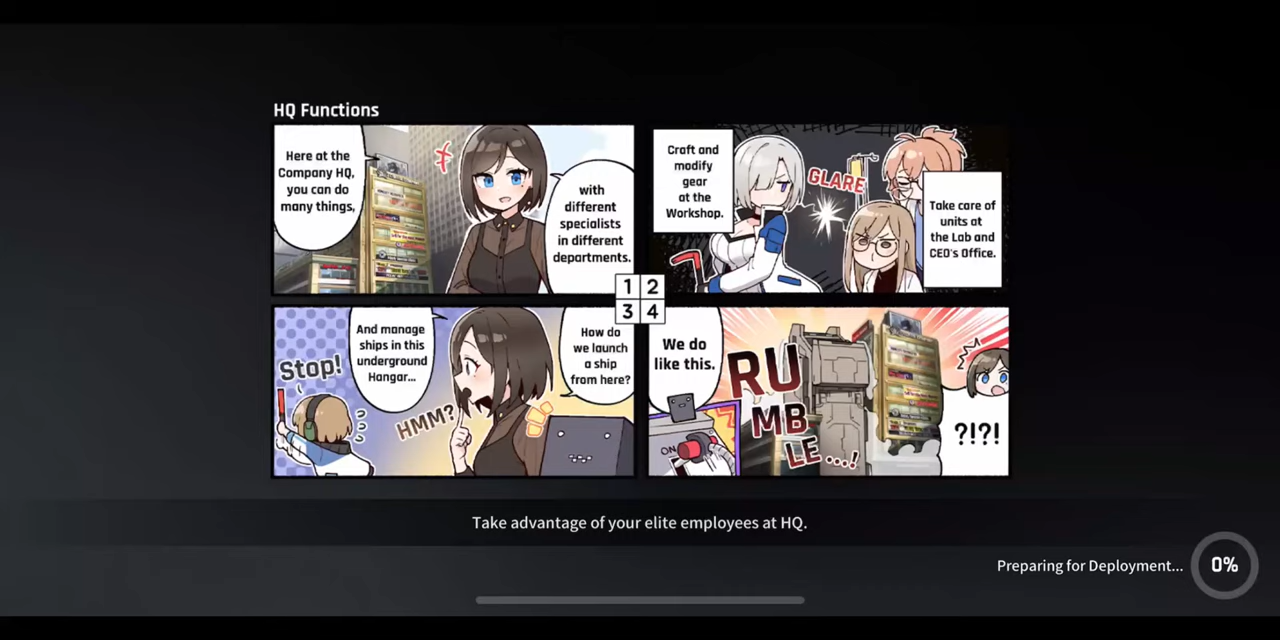 HQ Functions
Here at the
Company HQ,
you can do
many things,
with
different
specialists
in different
departments.
Craft and
modify
gear
at the
Workshop.
GLARE
Take care of
units at
the Lab and
CEO's Office.
1 2
3 4
Stop!
And manage
ships in this
underground
Hangar...
HMM?
How do
we launch
a ship
from here?
We do
like this.
ON
RU
MB
LE...!
?!?!
Take advantage of your elite employees at HQ.
Preparing for Deployment...
0%